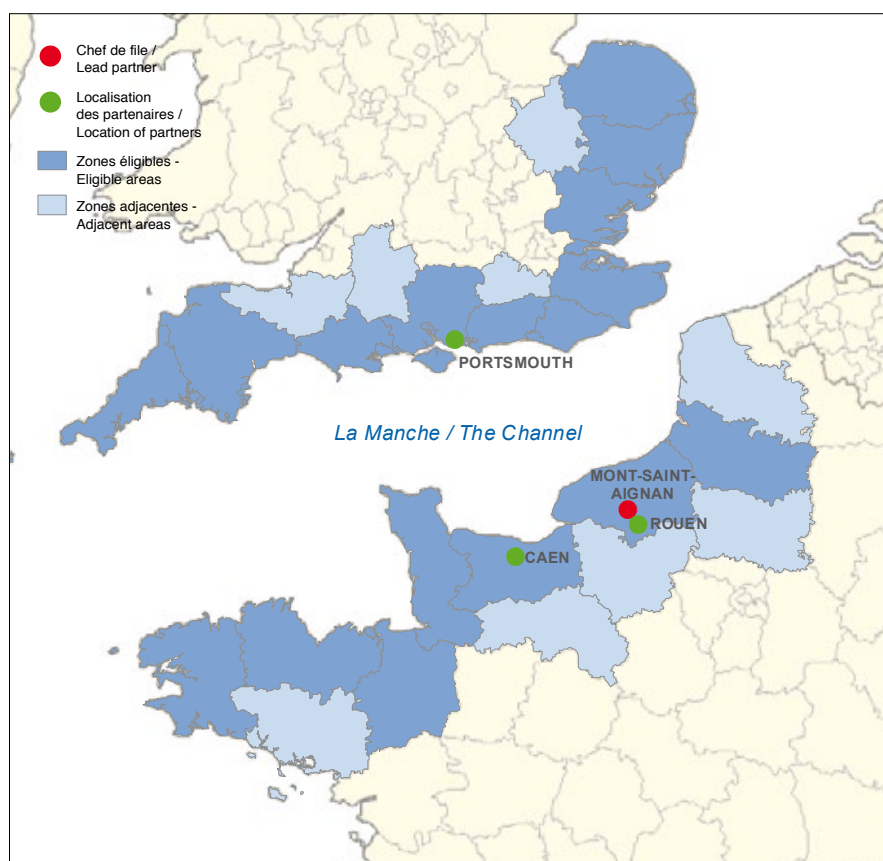 Chef de file /
Lead partner
Localisation
des partenaires /
Location of partners
Zones éligibles -
Eligible areas
Zones adjacentes -
Adjacent areas
PORTSMOUTH
La Manche / The Channel
MONT-SAINT-
AIGNAN
ROUEN
CAEN